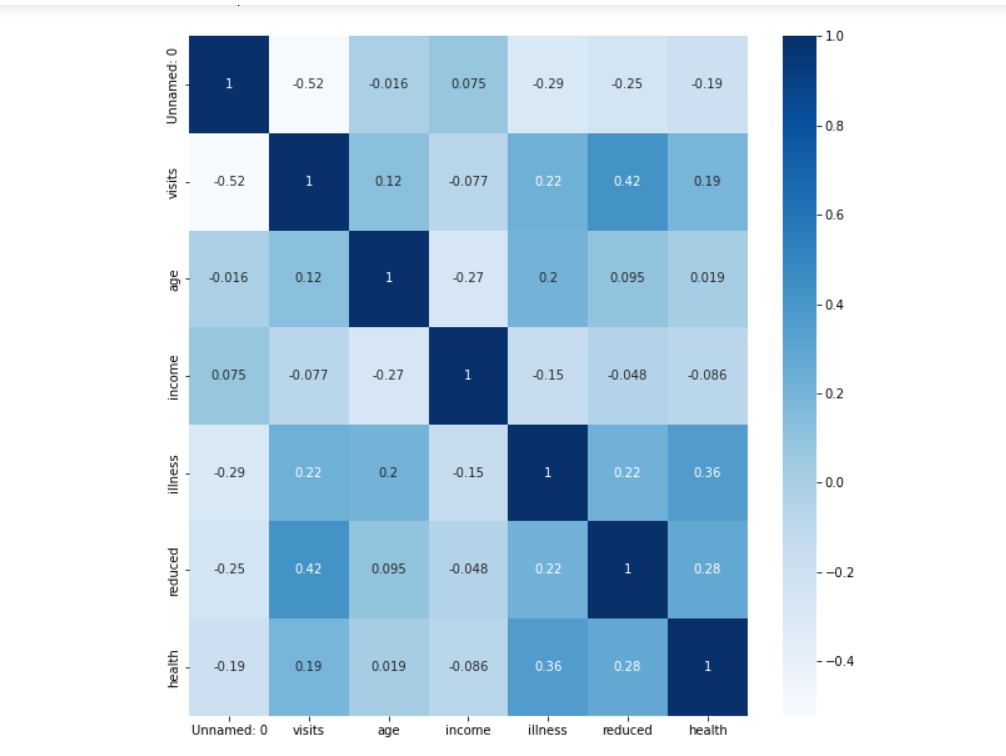 Unnamed: 0 1 -0.52 -0.016 0.075 -0.29 -0.25 -0.19
visits -0.52 1 0.12 -0.077 0.22 0.42 0.19
age -0.016 0.12 1 -0.27 0.2 0.095 0.019
income 0.075 -0.077 -0.27 1 -0.15 -0.048 -0.086
illness -0.29 0.22 0.2 -0.15 1 0.22 0.36
reduced -0.25 0.42 0.095 -0.048 0.22 1 0.28
health -0.19 0.19 0.019 -0.086 0.36 0.28 1
Unnamed: 0 visits age income illness reduced health
1.0
0.8
0.6
0.4
0.2
0.0
−0.2
−0.4